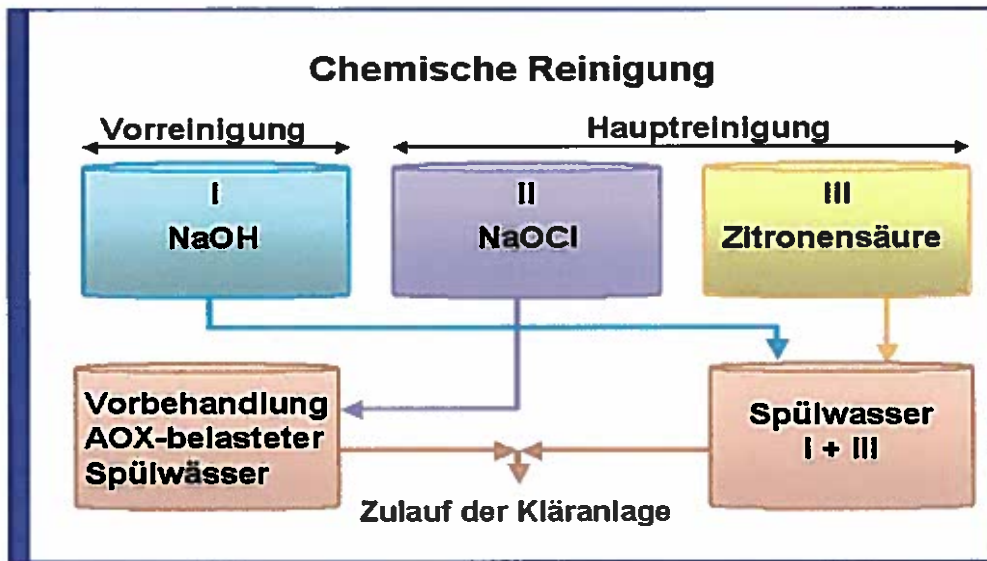 Chemische Reinigung
Vorreinigung
Hauptreinigung
I
NaOH
II
NaOCl
III
Zitronensäure
Vorbehandlung
AOX-belasteter
Spülwässer
Spülwasser
I + III
Zulauf der Kläranlage